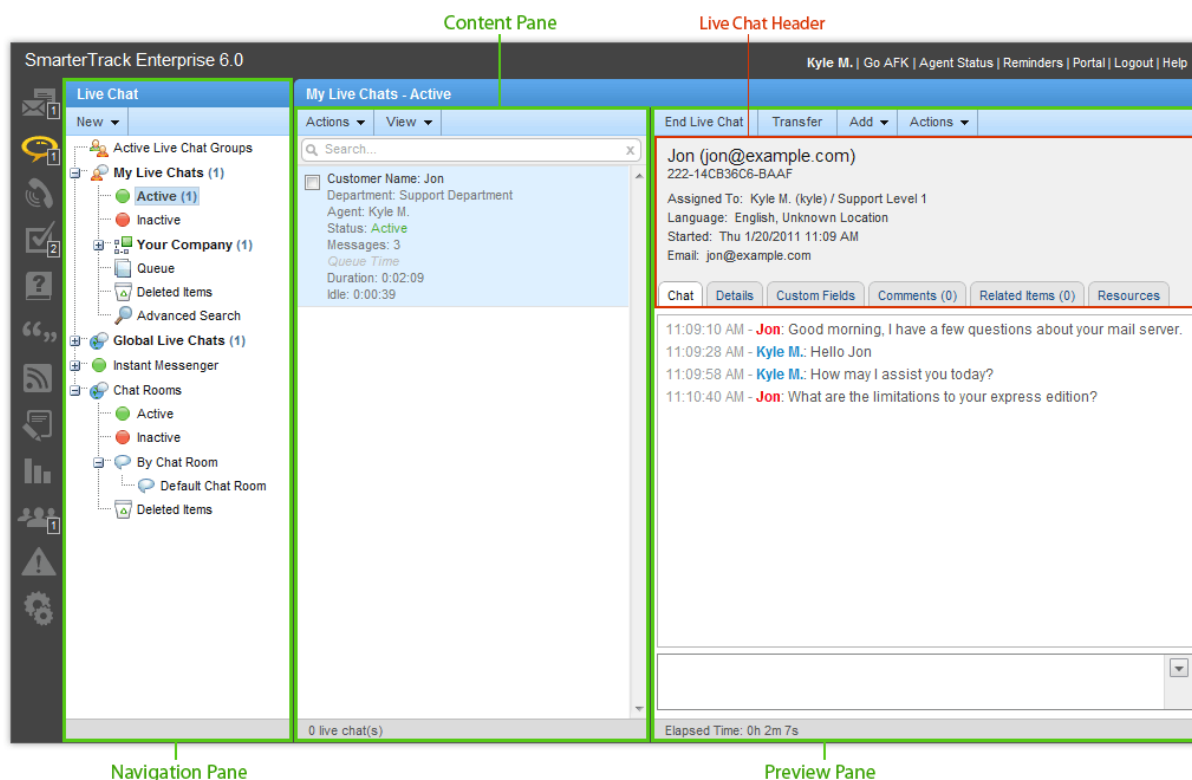 Content Pane
Live Chat Header
SmarterTrack Enterprise 6.0
Kyle M. | Go AFK | Agent Status | Reminders | Portal | Logout | Help
1
1
2
1
Live Chat
New
Active Live Chat Groups
My Live Chats (1)
Active (1)
Inactive
Your Company (1)
Queue
Deleted Items
Advanced Search
Global Live Chats (1)
Instant Messenger
Chat Rooms
Active
Inactive
By Chat Room
Default Chat Room
Deleted Items
My Live Chats - Active
Actions View
Search... x
Customer Name: Jon
Department: Support Department
Agent: Kyle M.
Status: Active
Messages: 3
Queue Time
Duration: 0:02:09
Idle: 0:00:39
0 live chat(s)
End Live Chat Transfer Add Actions
Jon (jon@example.com)
222-14CB36C6-BAAF
Assigned To: Kyle M. (kyle) / Support Level 1
Language: English, Unknown Location
Started: Thu 1/20/2011 11:09 AM
Email: jon@example.com
Chat Details Custom Fields Comments (0) Related Items (0) Resources
11:09:10 AM - Jon: Good morning, I have a few questions about your mail server.
11:09:28 AM - Kyle M.: Hello Jon
11:09:58 AM - Kyle M.: How may I assist you today?
11:10:40 AM - Jon: What are the limitations to your express edition?
Elapsed Time: 0h 2m 7s
Navigation Pane
Preview Pane